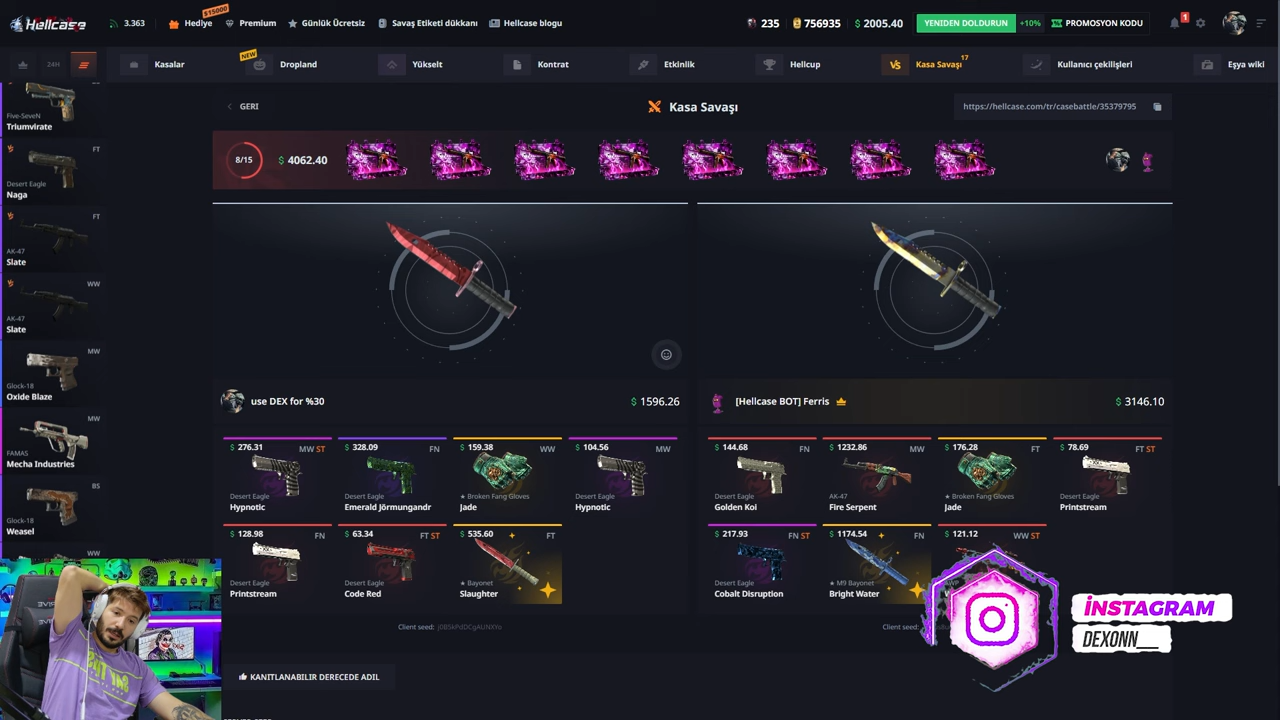 Hellcase
3.363
$15000
Hediye
Premium
Günlük Ücretsiz
Savaş Etiketi dükkânı
Hellcase blogu
235
756935
$ 2005.40
YENİDEN DOLDURUN
+10%
PROMOSYON KODU
1
24H
Kasalar
NEW
Dropland
Yükselt
Kontrat
Etkinlik
Hellcup
VS
Kasa Savaşı
17
Kullanıcı çekilişleri
Eşya wiki
GERİ
Kasa Savaşı
https://hellcase.com/tr/casebattle/35379795
8/15
$ 4062.40
Five-SeveN
Triumvirate
FT
Desert Eagle
Naga
FT
AK-47
Slate
WW
AK-47
Slate
MW
Glock-18
Oxide Blaze
MW
FAMAS
Mecha Industries
BS
Glock-18
Weasel
WW
use DEX for %30
$ 1596.26
[Hellcase BOT] Ferris
$ 3146.10
$ 276.31
MW ST
Desert Eagle
Hypnotic
$ 328.09
FN
Desert Eagle
Emerald Jörmungandr
$ 159.38
WW
★ Broken Fang Gloves
Jade
$ 104.56
MW
Desert Eagle
Hypnotic
$ 128.98
FN
Desert Eagle
Printstream
$ 63.34
FT ST
Desert Eagle
Code Red
$ 535.60
FT
★ Bayonet
Slaughter
$ 144.68
FN
Desert Eagle
Golden Koi
$ 1232.86
MW
AK-47
Fire Serpent
$ 176.28
FT
★ Broken Fang Gloves
Jade
$ 78.69
FT ST
Desert Eagle
Printstream
$ 217.93
FN ST
Desert Eagle
Cobalt Disruption
$ 1174.54
FN
★ M9 Bayonet
Bright Water
$ 121.12
WW ST
Client seed:
Client seed:
KANITLANABİLİR DERECEDE ADİL
İNSTAGRAM
DEXONN__